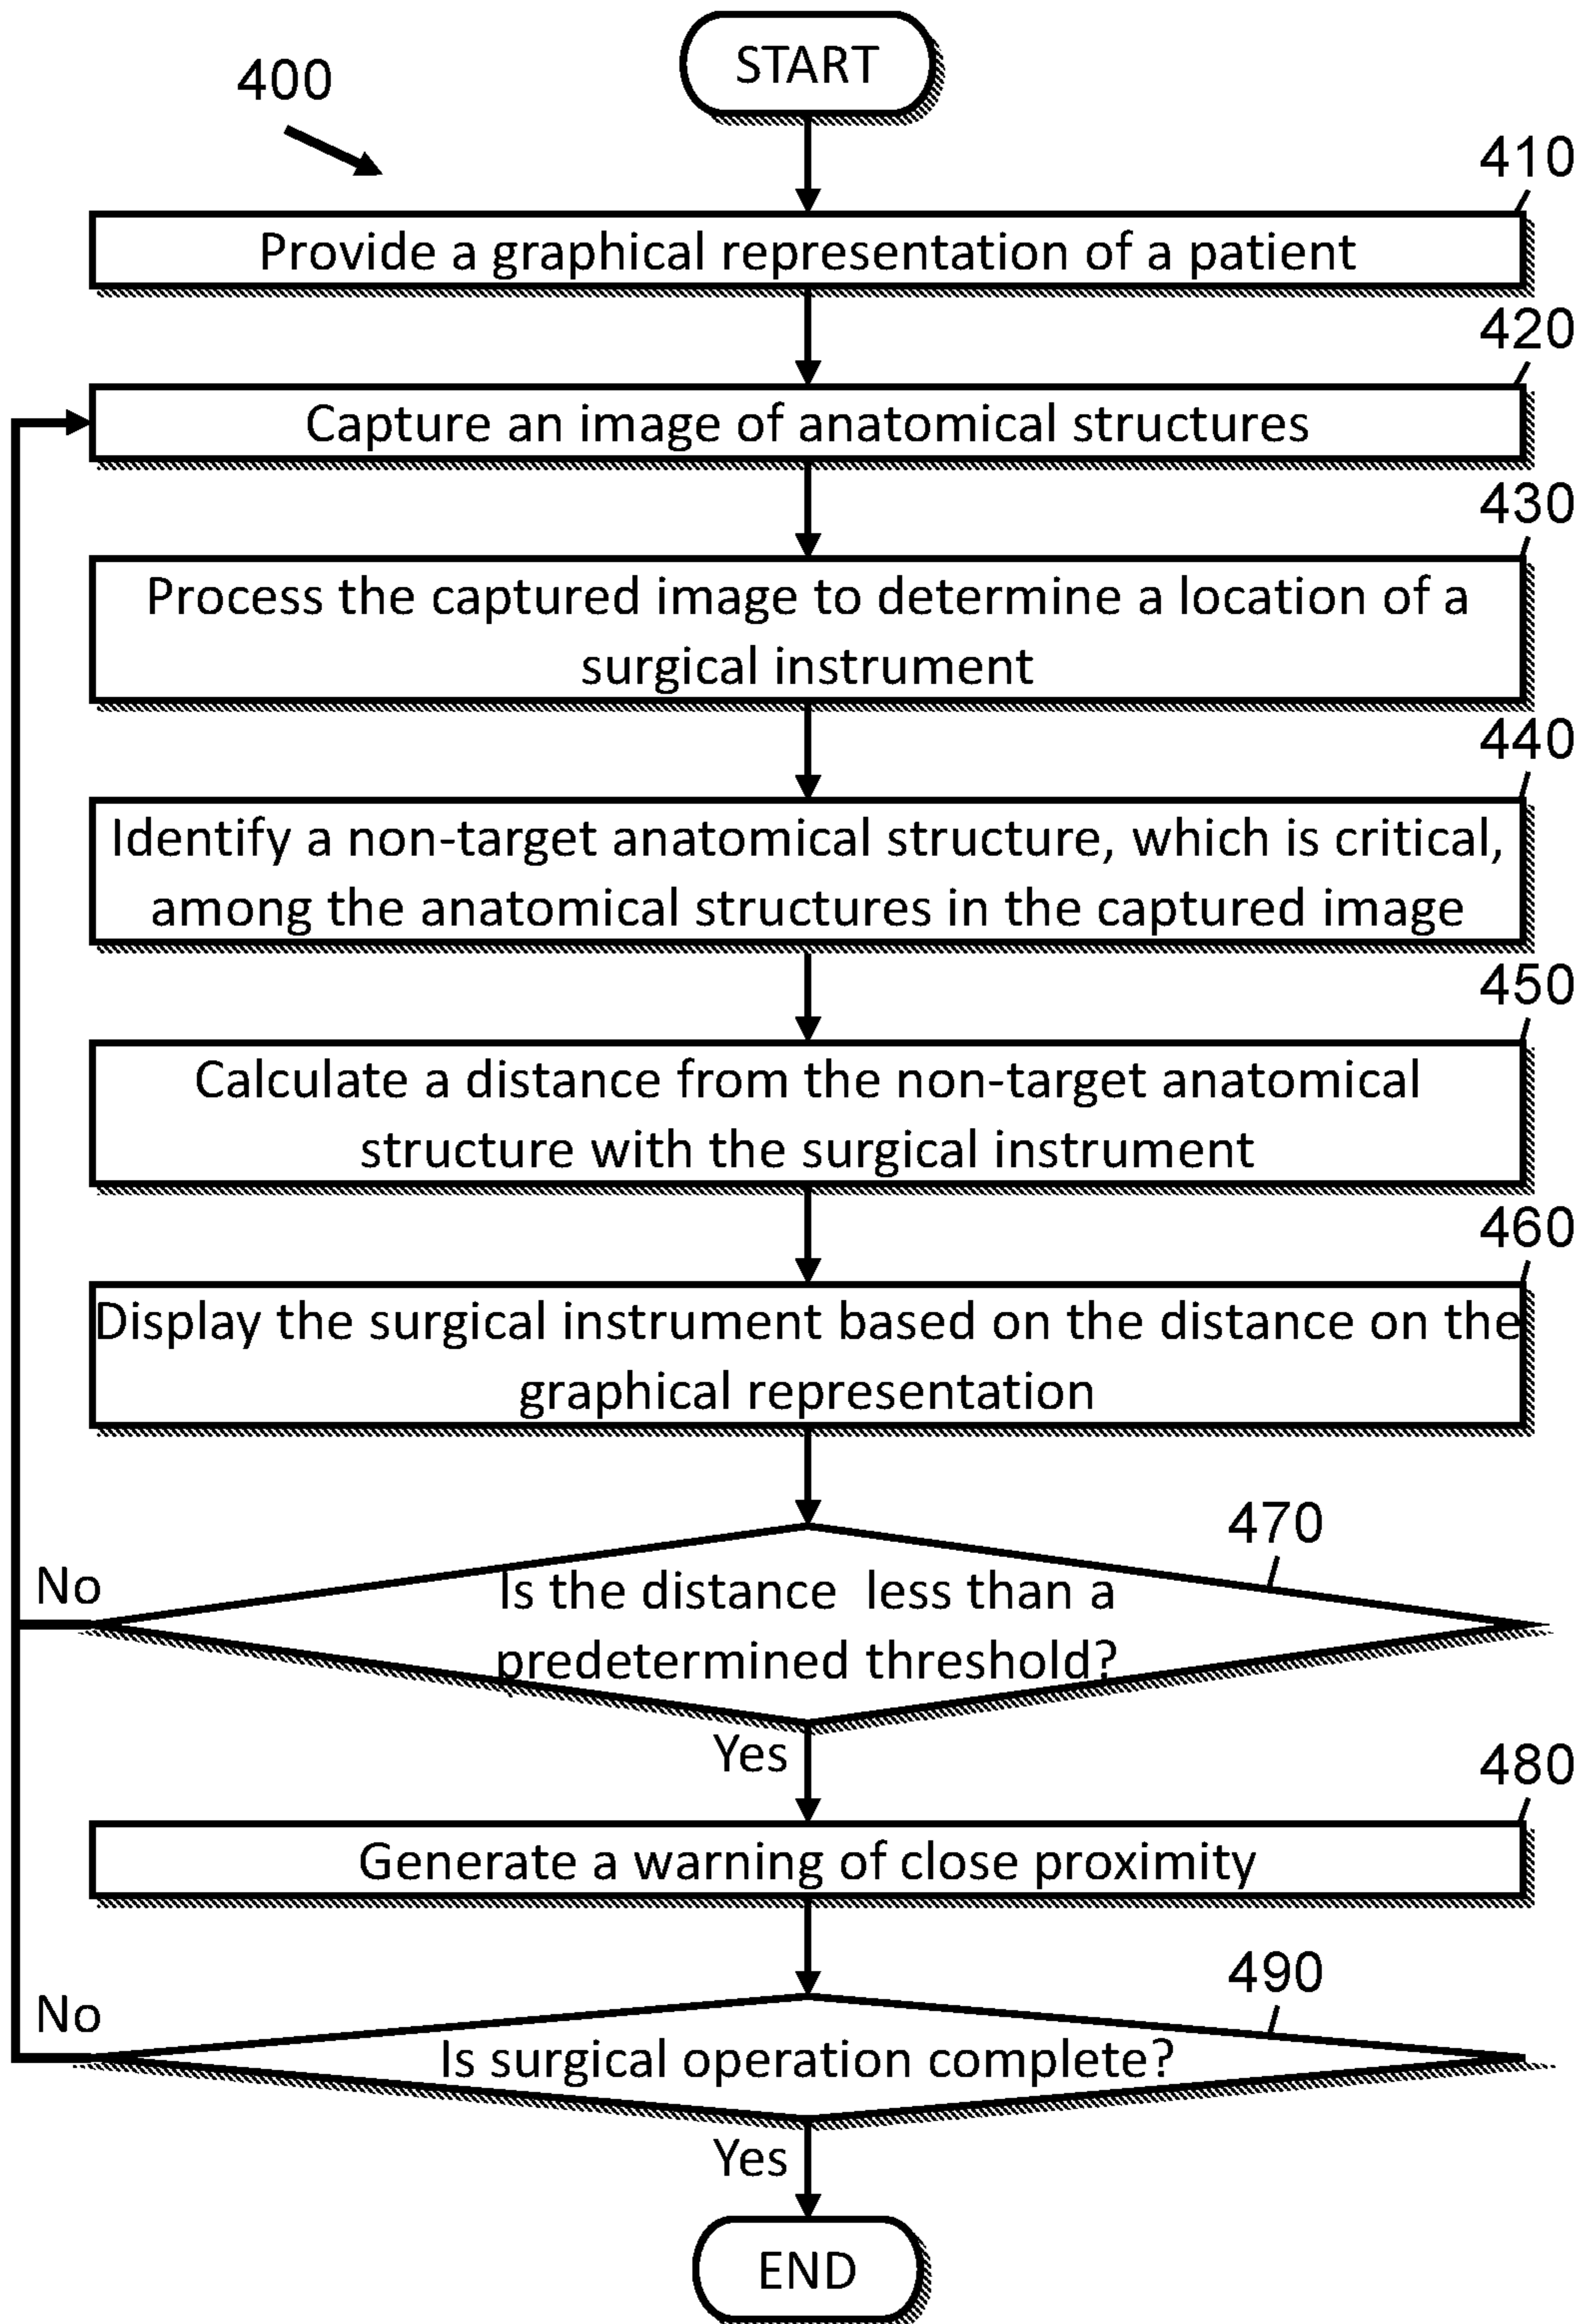 START
400
410
Provide a graphical representation of a patient
420
Capture an image of anatomical structures
430
Process the captured image to determine a location of a
surgical instrument
440
Identify a non-target anatomical structure, which is critical,
among the anatomical structures in the captured image
450
Calculate a distance from the non-target anatomical
structure with the surgical instrument
460
Display the surgical instrument based on the distance on the
graphical representation
470
No
Is the distance less than a
predetermined threshold?
Yes
480
Generate a warning of close proximity
490
No
Is surgical operation complete?
Yes
END